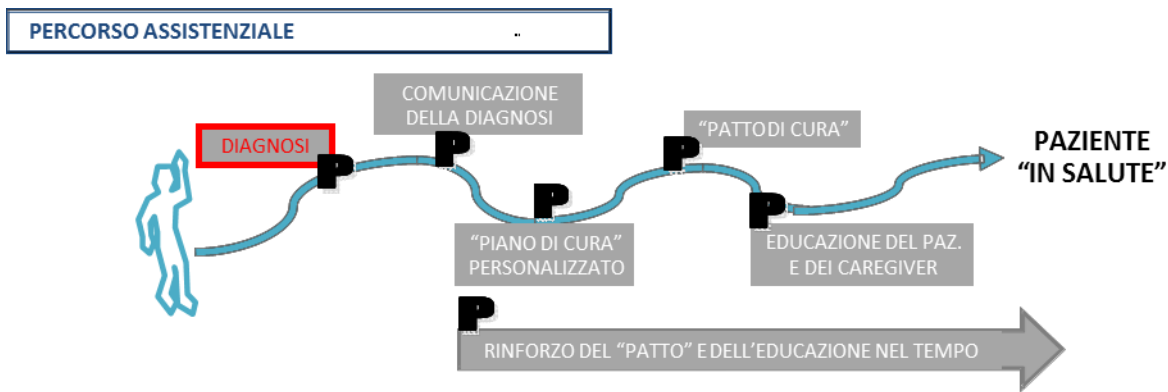 PERCORSO ASSISTENZIALE ..
COMUNICAZIONE
DELLA DIAGNOSI
DIAGNOSI
P
P
"PATTO DI CURA"
P
PAZIENTE
"IN SALUTE"
P
P
"PIANO DI CURA"
PERSONALIZZATO
EDUCAZIONE DEL PAZ.
E DEI CAREGIVER
P
RINFORZO DEL "PATTO" E DELL'EDUCAZIONE NEL TEMPO